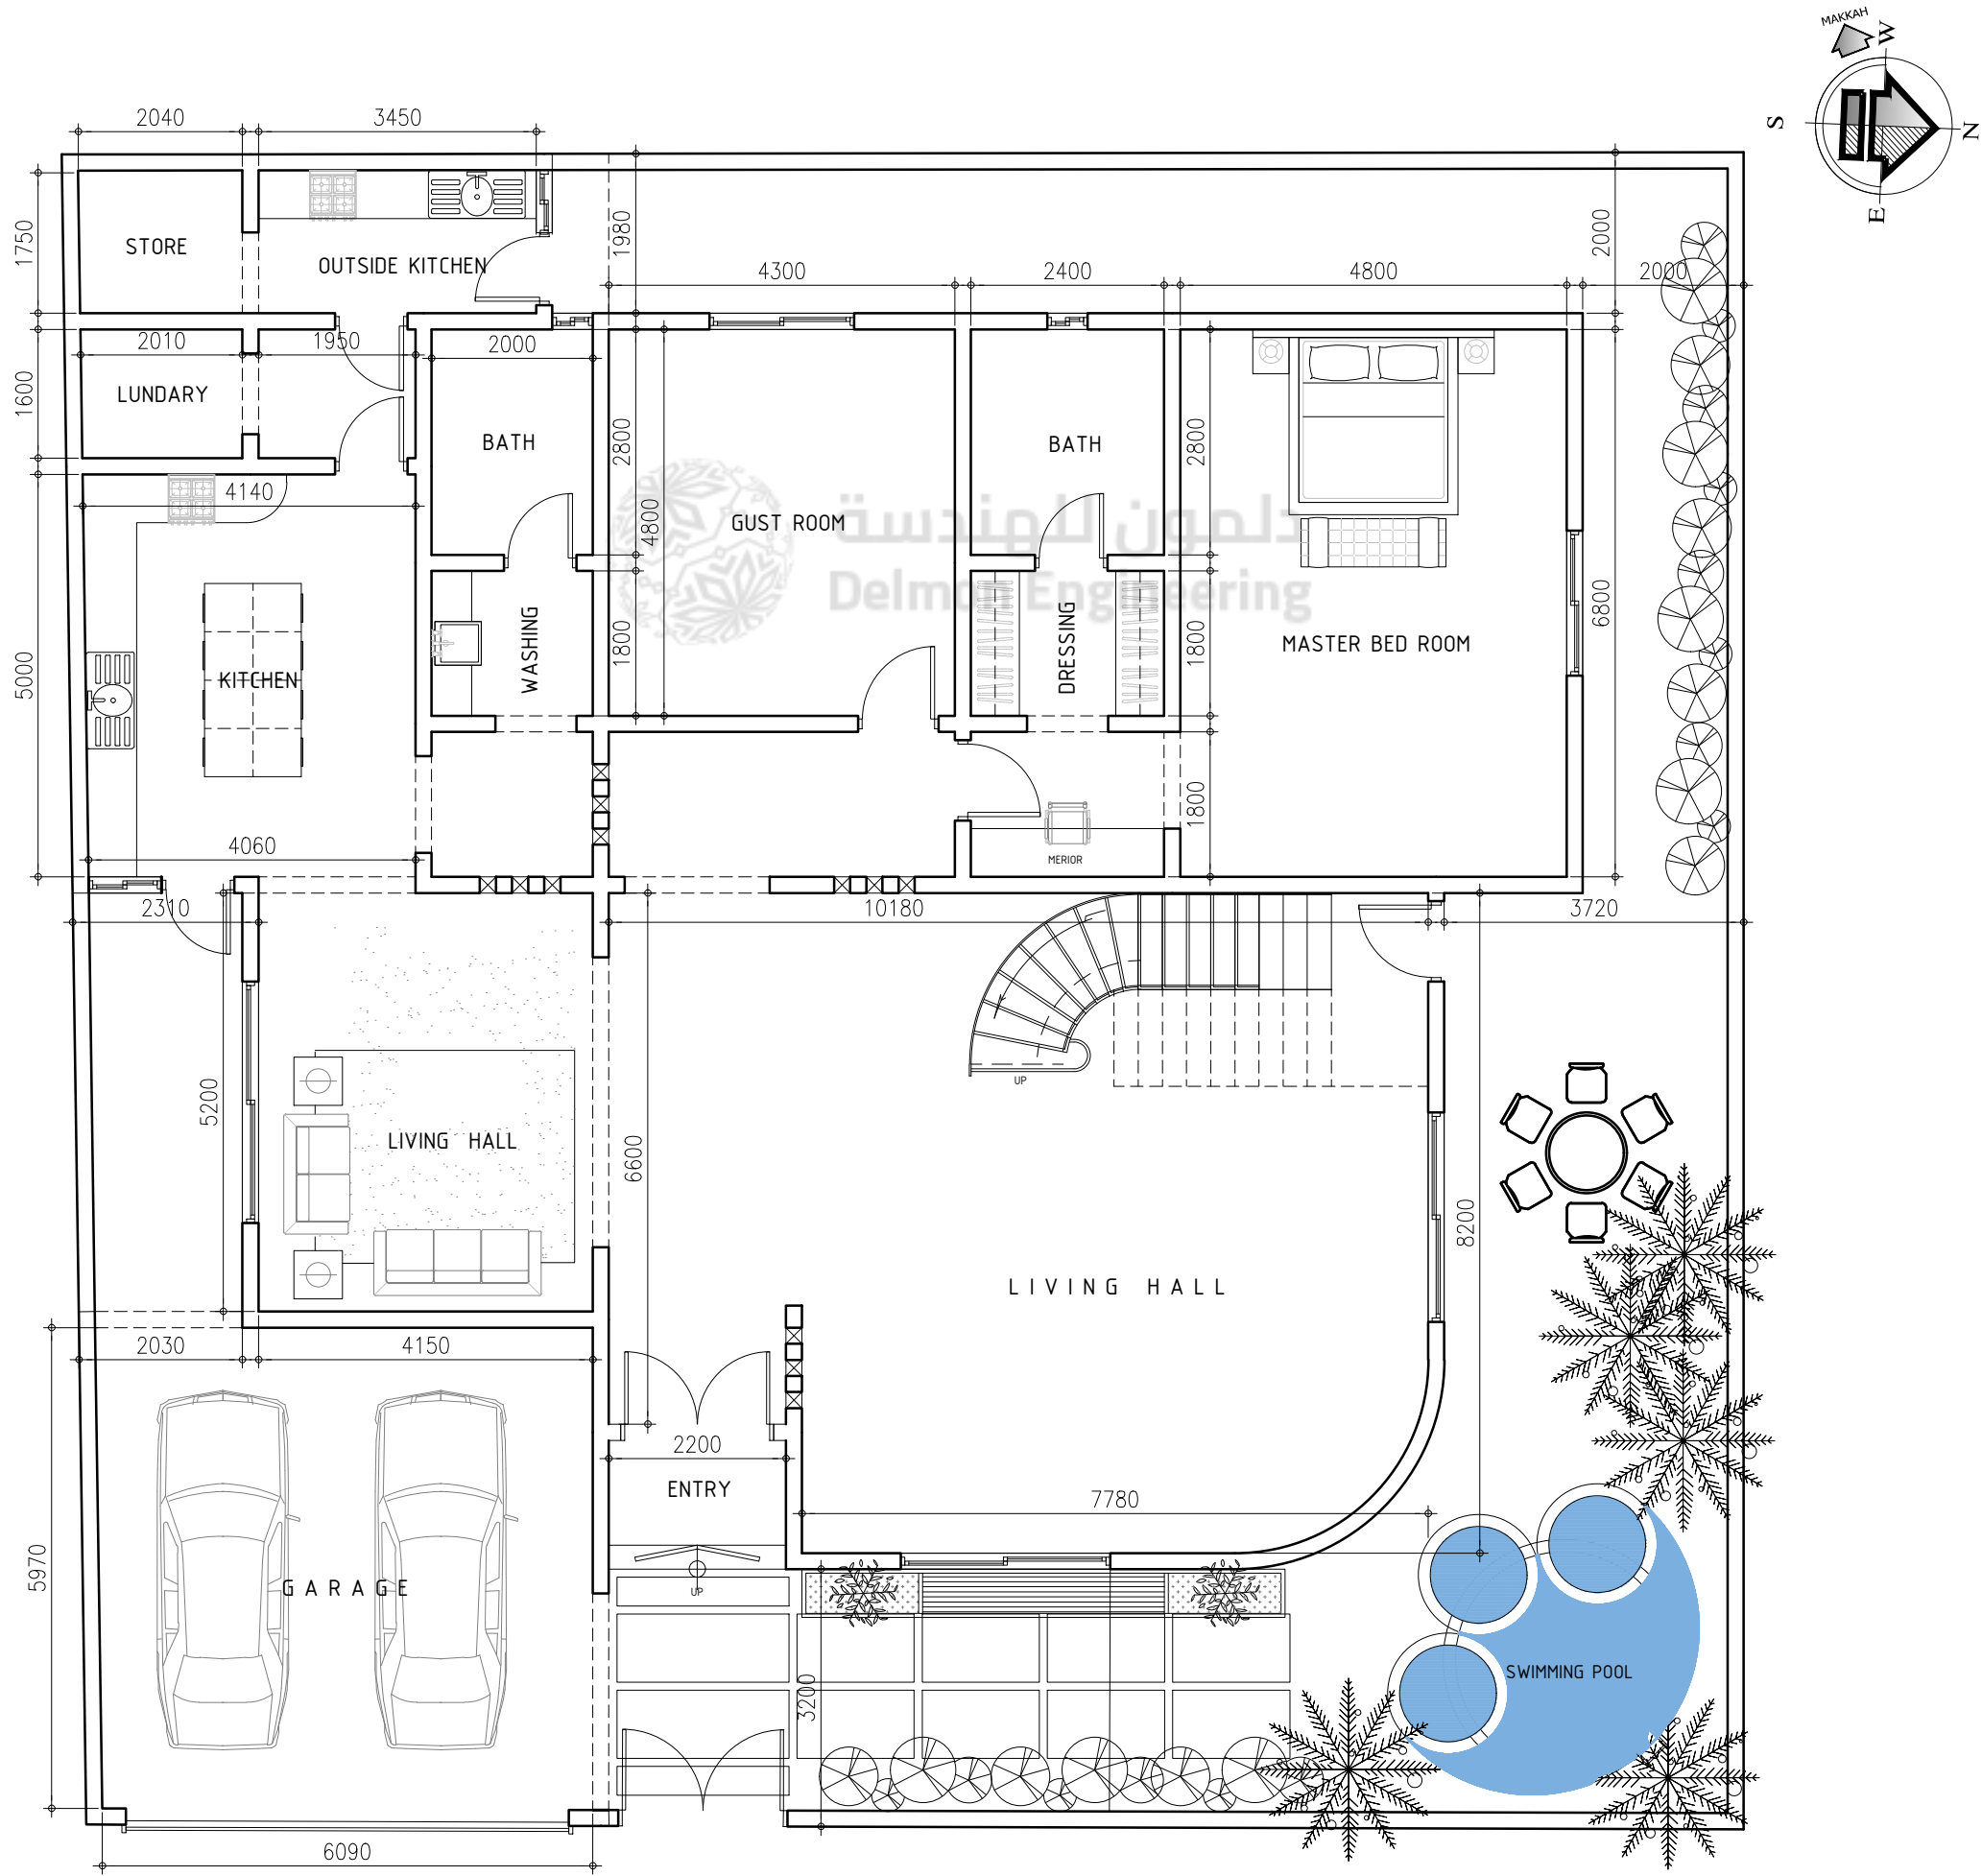 MAKKAH
W
S
N
E
2040
3450
1750
STORE
OUTSIDE KITCHEN
1980
2000
4300
2400
4800
2000
2010
1950
2000
1600
LUNDARY
BATH
2800
BATH
2800
4140
4800
GUST ROOM
دلمون للهندسة
Delmon Engineering
6800
5000
KITCHEN
WASHING
1800
DRESSING
1800
MASTER BED ROOM
1800
4060
MERIOR
2310
10180
3720
5200
UP
LIVING HALL
6600
8200
LIVING HALL
2030
4150
2200
ENTRY
7780
5970
GARAGE
UP
3200
SWIMMING POOL
6090